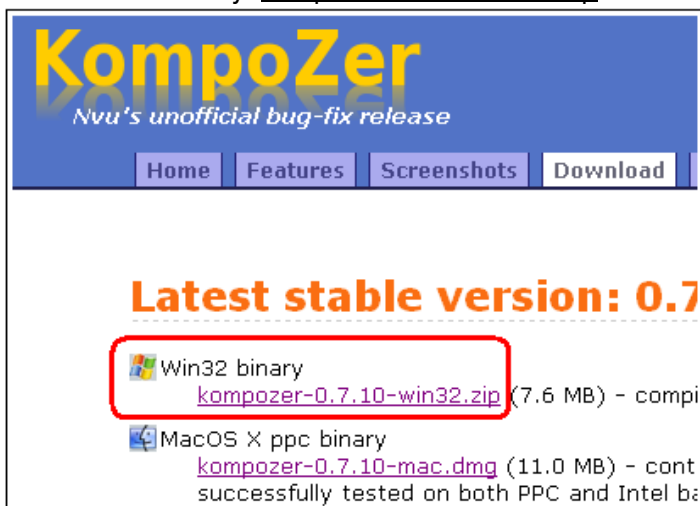 KompoZer
Nvu's unofficial bug-fix release
Home Features Screenshots Download
Latest stable version: 0.7
Win32 binary
kompozer-0.7.10-win32.zip (7.6 MB) - compi
MacOS X ppc binary
kompozer-0.7.10-mac.dmg (11.0 MB) - cont
successfully tested on both PPC and Intel ba